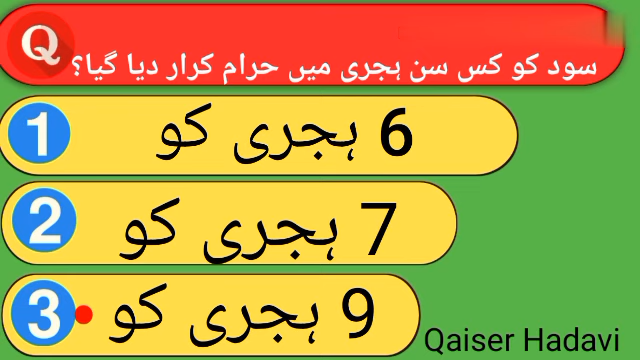 Q
سود کو کس سن ہجری میں حرام کرار دیا گیا؟
1 6 ہجری کو
2 7 ہجری کو
3 9 ہجری کو
Qaiser Hadavi